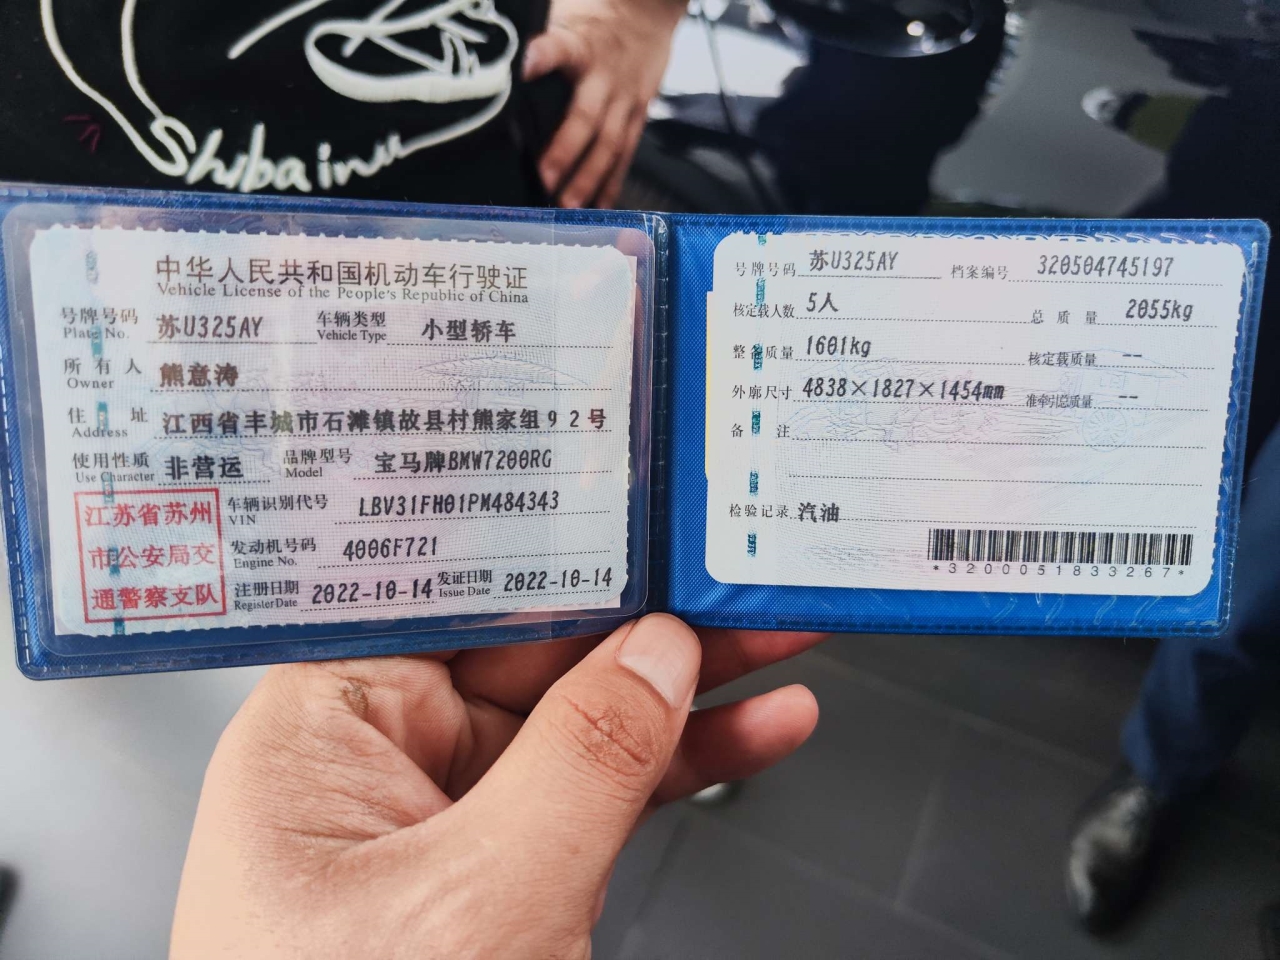 Shibainu
中华人民共和国机动车行驶证
Vehicle License of the People's Republic of China
号牌号码 苏U325AY 车辆类型 小型轿车
Plate No. Vehicle Type
所有人 熊意涛
Owner
住址 江西省丰城市石滩镇故县村熊家组92号
Address
使用性质 非营运 品牌型号 宝马牌BMW7200RG
Use Character Model
江苏省苏州
市公安局交
通警察支队
车辆识别代号 LBV31FH01PM484343
VIN
发动机号码 4006F721
Engine No.
注册日期 2022-10-14 发证日期 2022-10-14
Register Date Issue Date
号牌号码 苏U325AY 档案编号 320504745197
核定载人数 5人 总质量 2055kg
整备质量 1601kg 核定载质量 --
外廓尺寸 4838×1827×1454mm 准牵引总质量 --
备注
检验记录 汽油
*3200051833267*